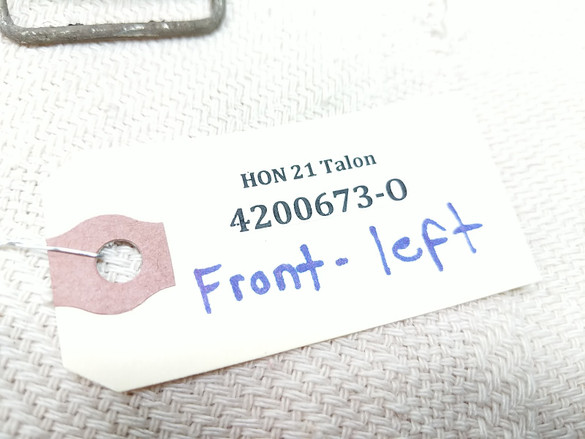 HON 21 Talon
4200673-O
Front- left